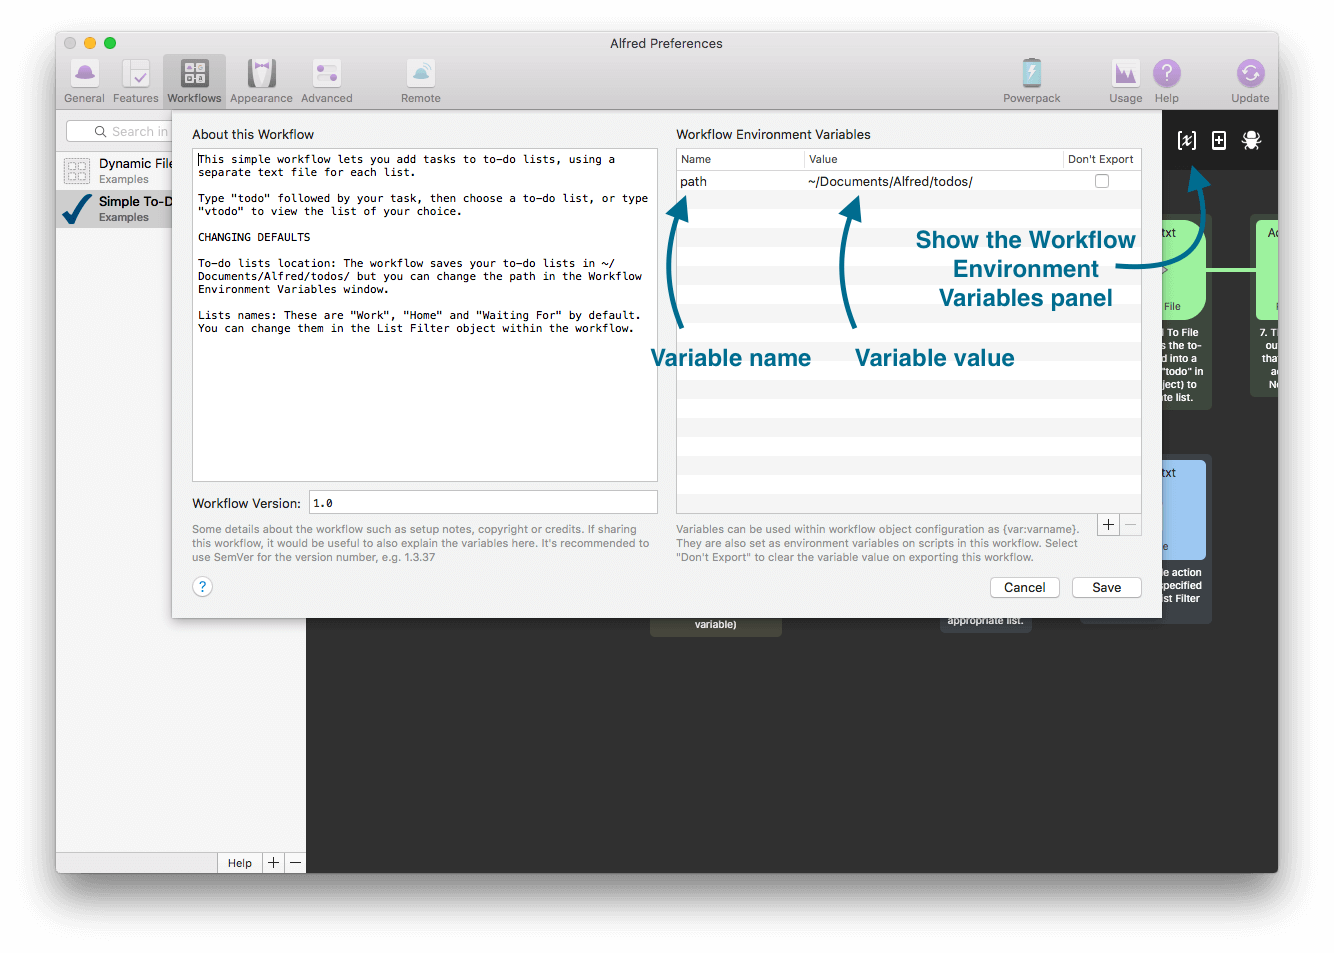 Alfred Preferences
General
Features
Workflows
Appearance
Advanced
Remote
Powerpack
Usage
Help
Update
Search in
Dynamic File
Examples
Simple To-D
Examples
About this Workflow
This simple workflow lets you add tasks to to-do lists, using a
separate text file for each list.
Type "todo" followed by your task, then choose a to-do list, or type
"vtodo" to view the list of your choice.
CHANGING DEFAULTS
To-do lists location: The workflow saves your to-do lists in ~/
Documents/Alfred/todos/ but you can change the path in the Workflow
Environment Variables window.
Lists names: These are "Work", "Home" and "Waiting For" by default.
You can change them in the List Filter object within the workflow.
Workflow Version:
1.0
Some details about the workflow such as setup notes, copyright or credits. If sharing
this workflow, it would be useful to also explain the variables here. It's recommended to
use SemVer for the version number, e.g. 1.3.37
?
Workflow Environment Variables
Name
Value
Don't Export
path
~/Documents/Alfred/todos/
Show the Workflow
Environment
Variables panel
Variable name
Variable value
Variables can be used within workflow object configuration as {var:varname}.
They are also set as environment variables on scripts in this workflow. Select
"Don't Export" to clear the variable value on exporting this workflow.
+
−
Cancel
Save
[x]
txt
File
To File
s the to-
d into a
"todo" in
ject) to
te list.
7. T
ou
tha
a
No
txt
e
le action
specified
st Filter
variable)
appropriate list.
Help
+
−